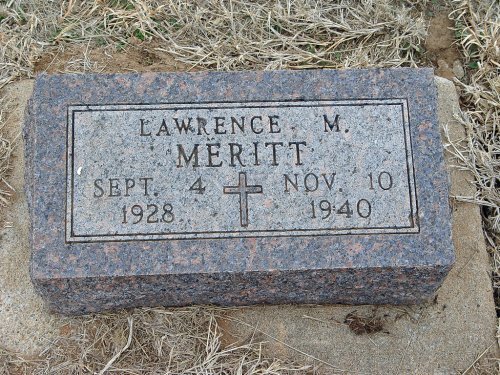 LAWRENCE M.
MERITT
SEPT. 4 NOV. 10
1928 1940